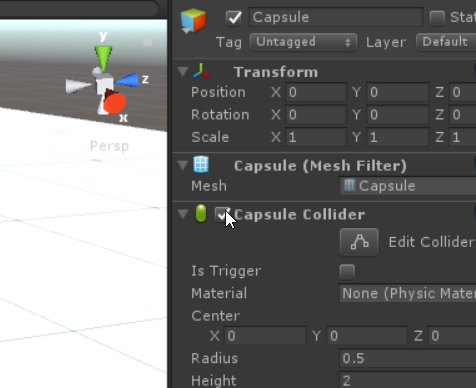 Capsule Stat
Tag Untagged Layer Default
y
z
x
Persp
Transform
Position X 0 Y 0 Z 0
Rotation X 0 Y 0 Z 0
Scale X 1 Y 1 Z 1
Capsule (Mesh Filter)
Mesh Capsule
Capsule Collider
Edit Collider
Is Trigger
Material None (Physic Mater
Center
X 0 Y 0 Z 0
Radius 0.5
Height 2